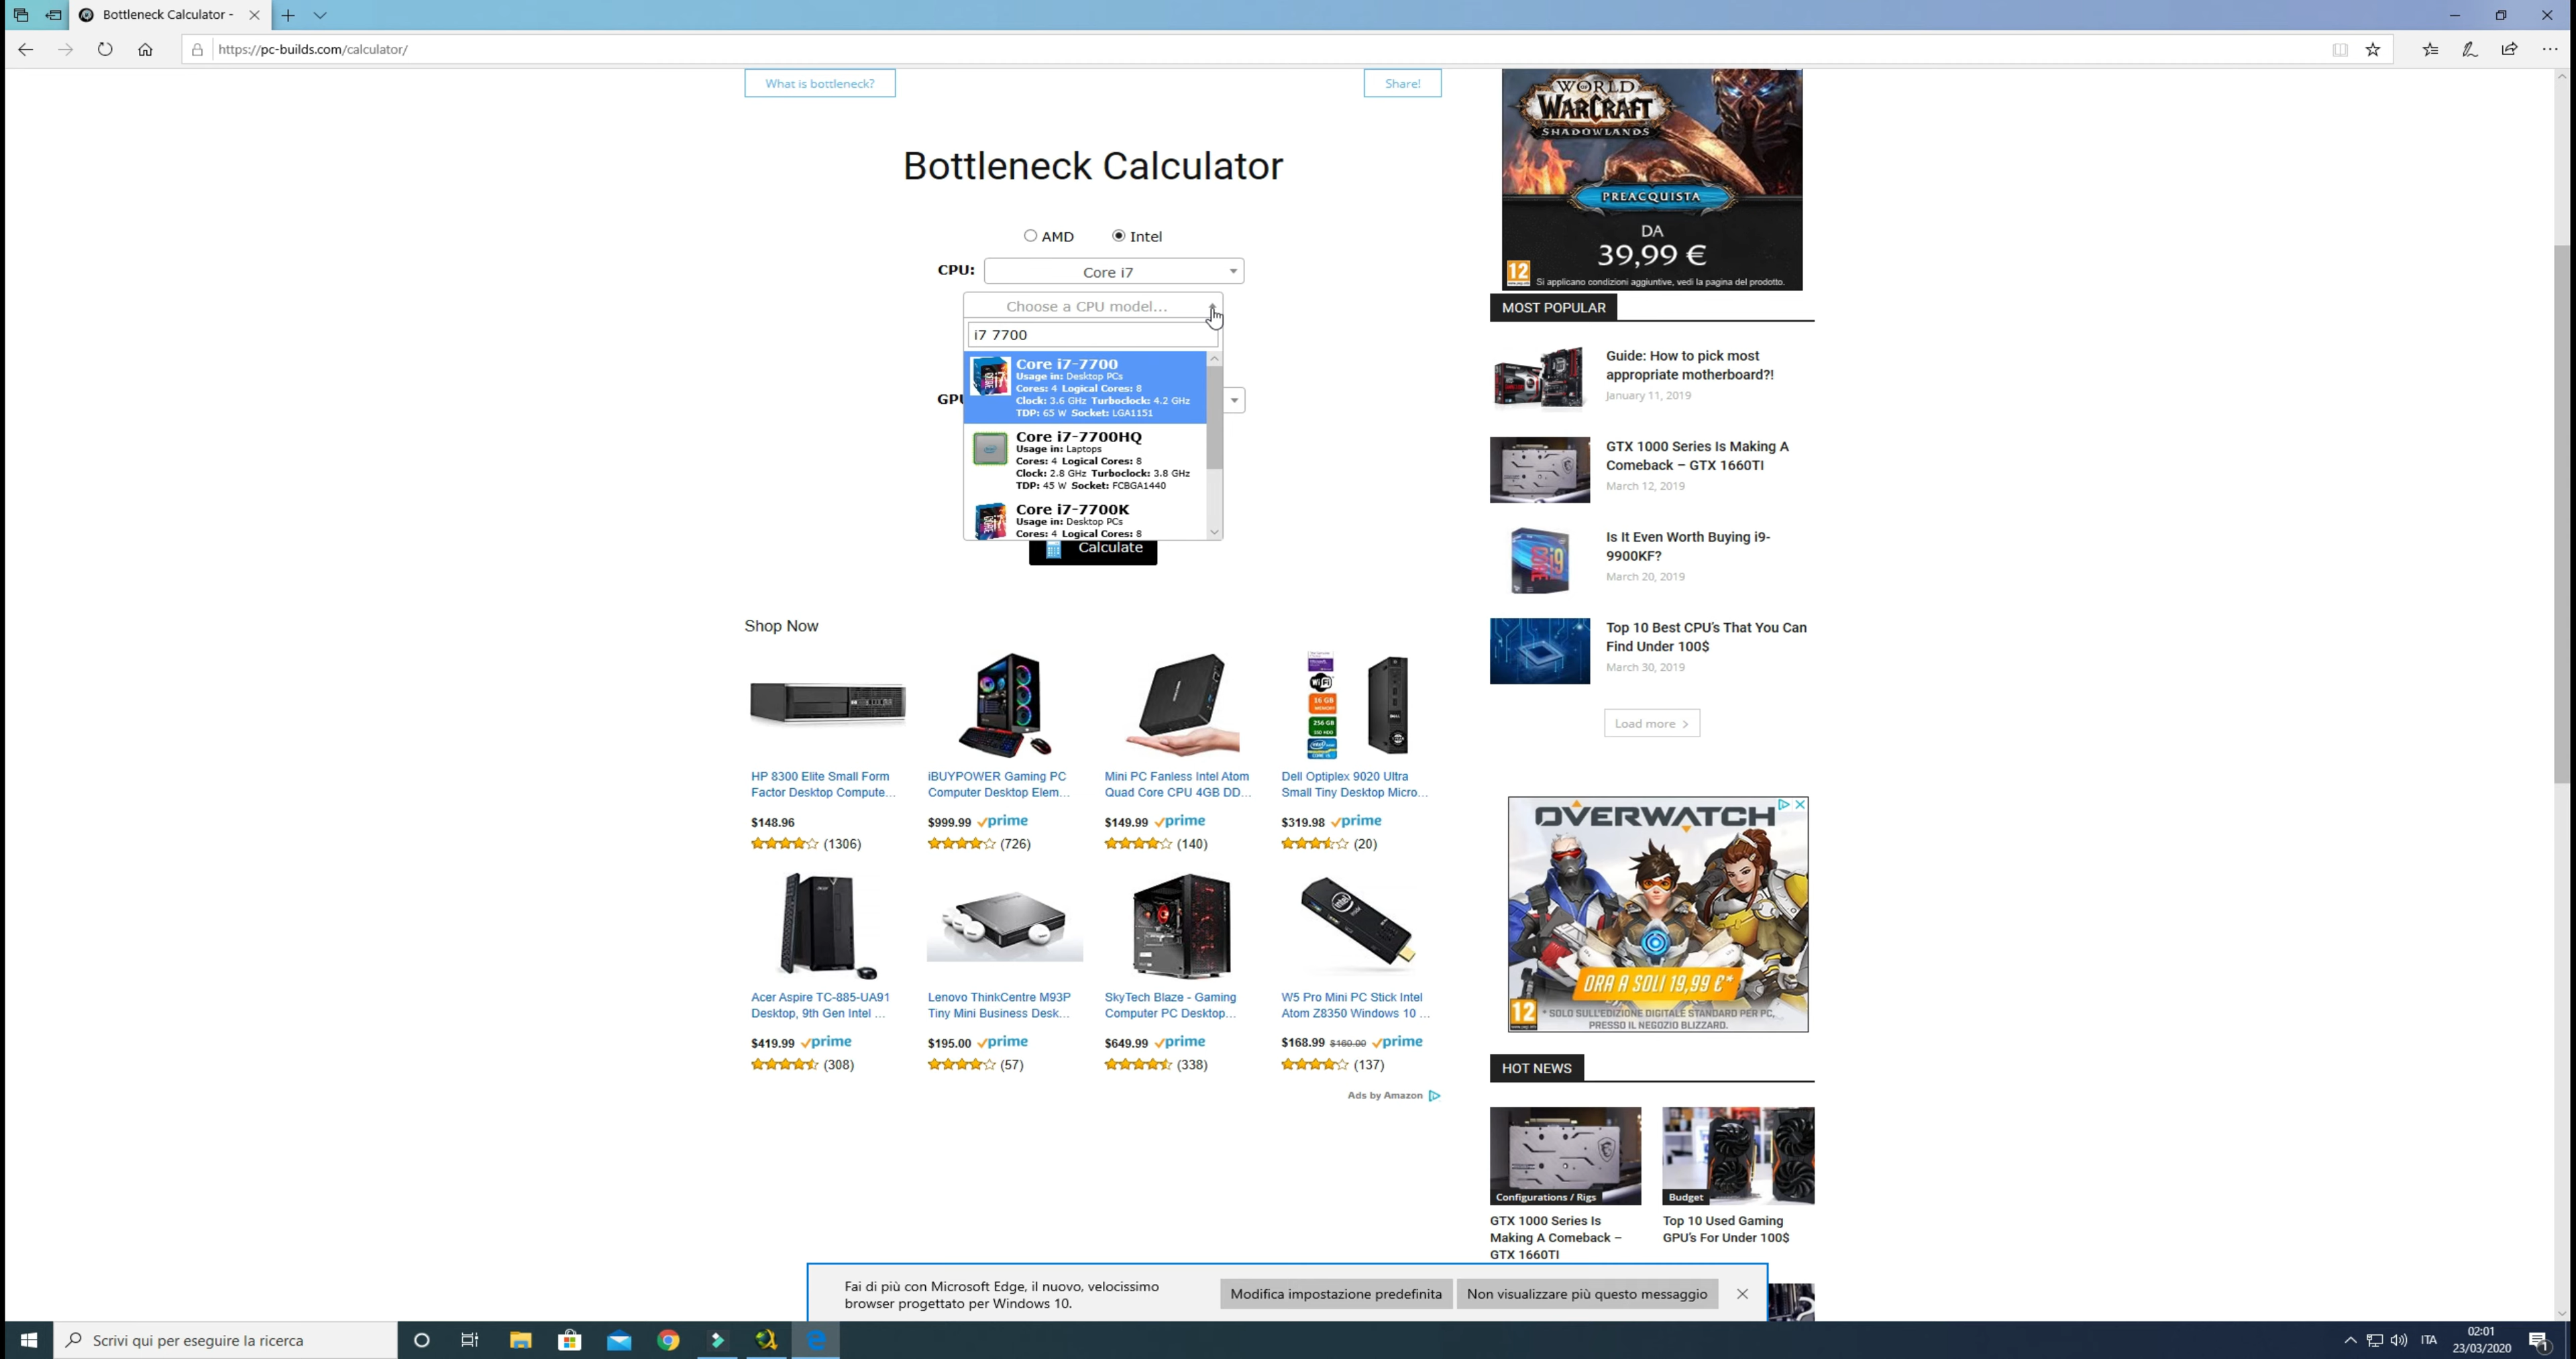 Bottleneck Calculator -
https://pc-builds.com/calculator/
What is bottleneck?
Share!
Bottleneck Calculator
AMD
Intel
CPU:
Core i7
Choose a CPU model...
i7 7700
Core i7-7700
Usage in: Desktop PCs
Cores: 4 Logical Cores: 8
Clock: 3.6 GHz Turboclock: 4.2 GHz
TDP: 65 W Socket: LGA1151
GPU
Core i7-7700HQ
Usage in: Laptops
Cores: 4 Logical Cores: 8
Clock: 2.8 GHz Turboclock: 3.8 GHz
TDP: 45 W Socket: FCBGA1440
Core i7-7700K
Usage in: Desktop PCs
Cores: 4 Logical Cores: 8
Calculate
Shop Now
HP 8300 Elite Small Form
Factor Desktop Compute...
$148.96
(1306)
iBUYPOWER Gaming PC
Computer Desktop Elem...
$999.99 prime
(726)
Mini PC Fanless Intel Atom
Quad Core CPU 4GB DD...
$149.99 prime
(140)
WiFi
16 GB
MEMORY
256 GB
Dell Optiplex 9020 Ultra
Small Tiny Desktop Micro...
$319.98 prime
(20)
Acer Aspire TC-885-UA91
Desktop, 9th Gen Intel ...
$419.99 prime
(308)
Lenovo ThinkCentre M93P
Tiny Mini Business Desk...
$195.00 prime
(57)
SkyTech Blaze - Gaming
Computer PC Desktop...
$649.99 prime
(338)
W5 Pro Mini PC Stick Intel
Atom Z8350 Windows 10 ...
$168.99 $160.00 prime
(137)
Ads by Amazon
WORLD
OF
WARCRAFT
SHADOWLANDS
PREACQUISTA
DA
39,99 €
12
Si applicano condizioni aggiuntive, vedi la pagina del prodotto.
MOST POPULAR
Guide: How to pick most
appropriate motherboard?!
January 11, 2019
GTX 1000 Series Is Making A
Comeback – GTX 1660TI
March 12, 2019
Is It Even Worth Buying i9-
9900KF?
March 20, 2019
Top 10 Best CPU's That You Can
Find Under 100$
March 30, 2019
Load more
OVERWATCH
ORA A SOLI 19,99 €*
12
* SOLO SULL'EDIZIONE DIGITALE STANDARD PER PC,
PRESSO IL NEGOZIO BLIZZARD.
HOT NEWS
Configurations / Rigs
GTX 1000 Series Is
Making A Comeback –
GTX 1660TI
Budget
Top 10 Used Gaming
GPU's For Under 100$
Fai di più con Microsoft Edge, il nuovo, velocissimo
browser progettato per Windows 10.
Modifica impostazione predefinita
Non visualizzare più questo messaggio
Scrivi qui per eseguire la ricerca
ITA
02:01
23/03/2020
1